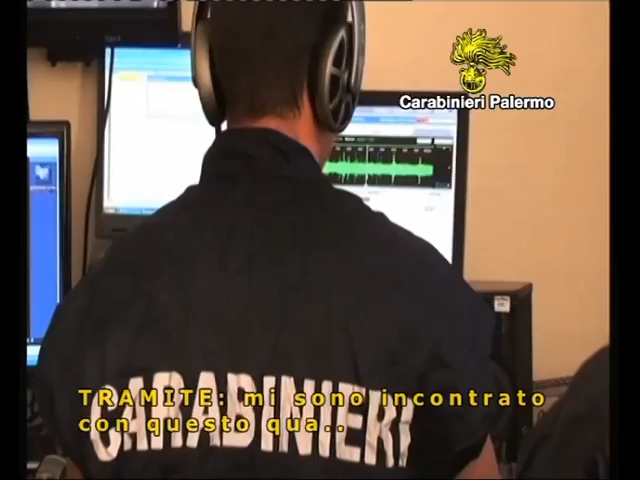 Carabinieri Palermo
CARABINIERI
TRAMITE: mi sono incontrato
con questo qua..